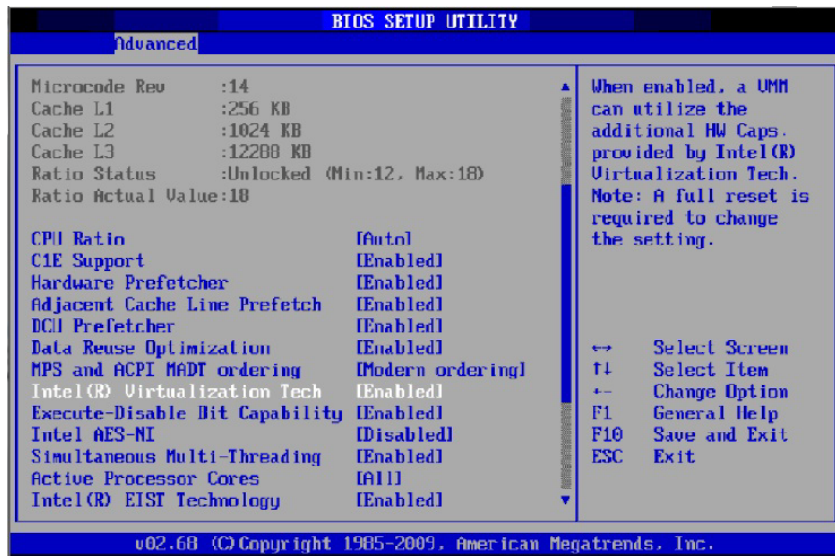 BIOS SETUP UTILITY
Advanced
Microcode Rev :14
Cache L1 :256 KB
Cache L2 :1024 KB
Cache L3 :12288 KB
Ratio Status :Unlocked (Min:12, Max:18)
Ratio Actual Value:18
CPU Ratio [Auto]
C1E Support [Enabled]
Hardware Prefetcher [Enabled]
Adjacent Cache Line Prefetch [Enabled]
DCU Prefetcher [Enabled]
Data Reuse Optimization [Enabled]
MPS and ACPI MADT ordering [Modern ordering]
Intel(R) Virtualization Tech [Enabled]
Execute-Disable Bit Capability [Enabled]
Intel AES-NI [Disabled]
Simultaneous Multi-Threading [Enabled]
Active Processor Cores [All]
Intel(R) EIST Technology [Enabled]
When enabled, a VMM
can utilize the
additional HW Caps.
provided by Intel(R)
Virtualization Tech.
Note: A full reset is
required to change
the setting.
←→ Select Screen
↑↓ Select Item
+- Change Option
F1 General Help
F10 Save and Exit
ESC Exit
v02.68 (C)Copyright 1985-2009, American Megatrends, Inc.